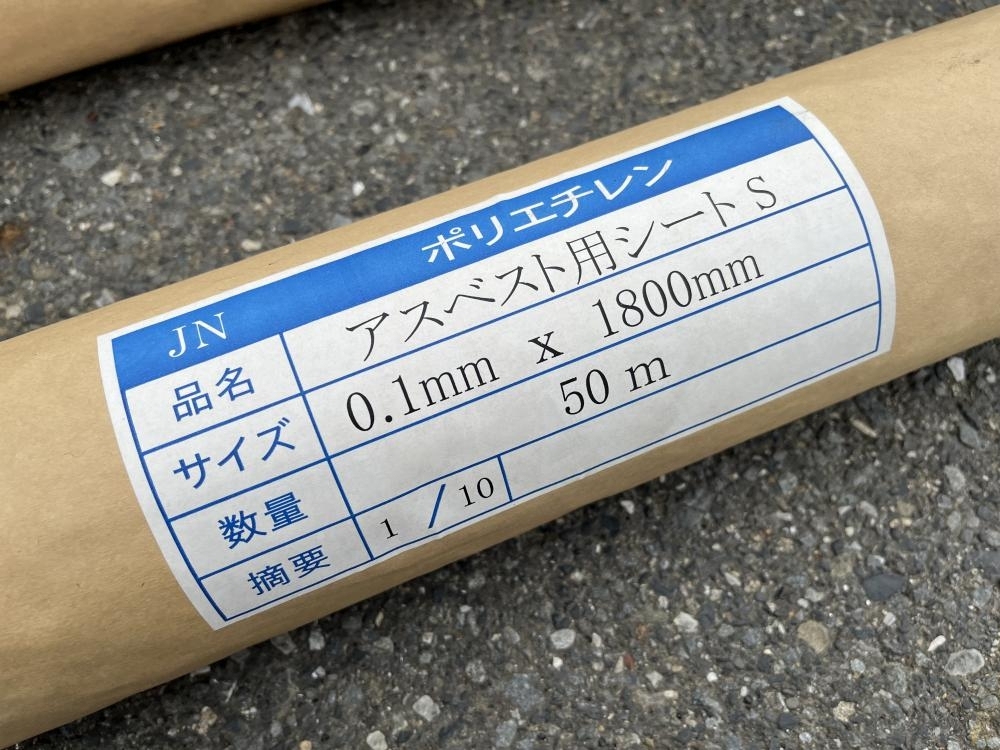 JN ポリエチレン
品名 アスベスト用シートS
サイズ 0.1mm x 1800mm
数量 50 m
摘要 1 / 10